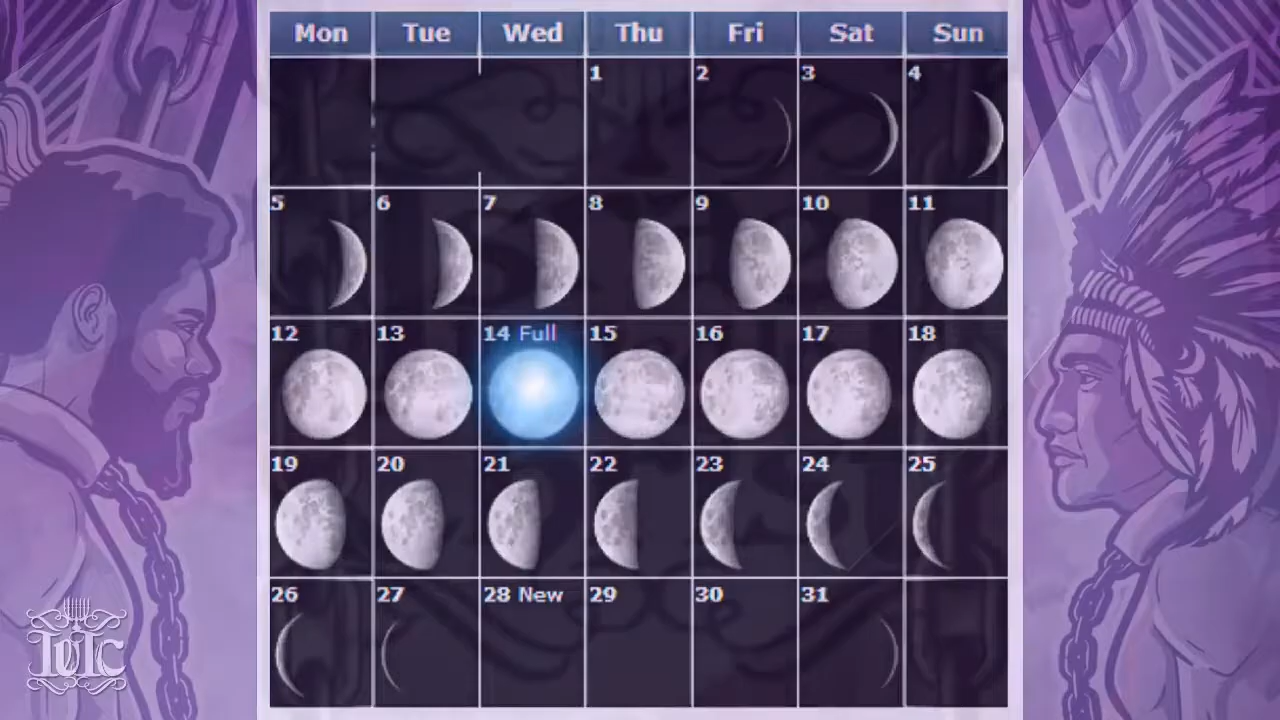 Mon Tue Wed Thu Fri Sat Sun
1 2 3 4
5 6 7 8 9 10 11
12 13 14 Full 15 16 17 18
19 20 21 22 23 24 25
26 27 28 New 29 30 31
IUIC